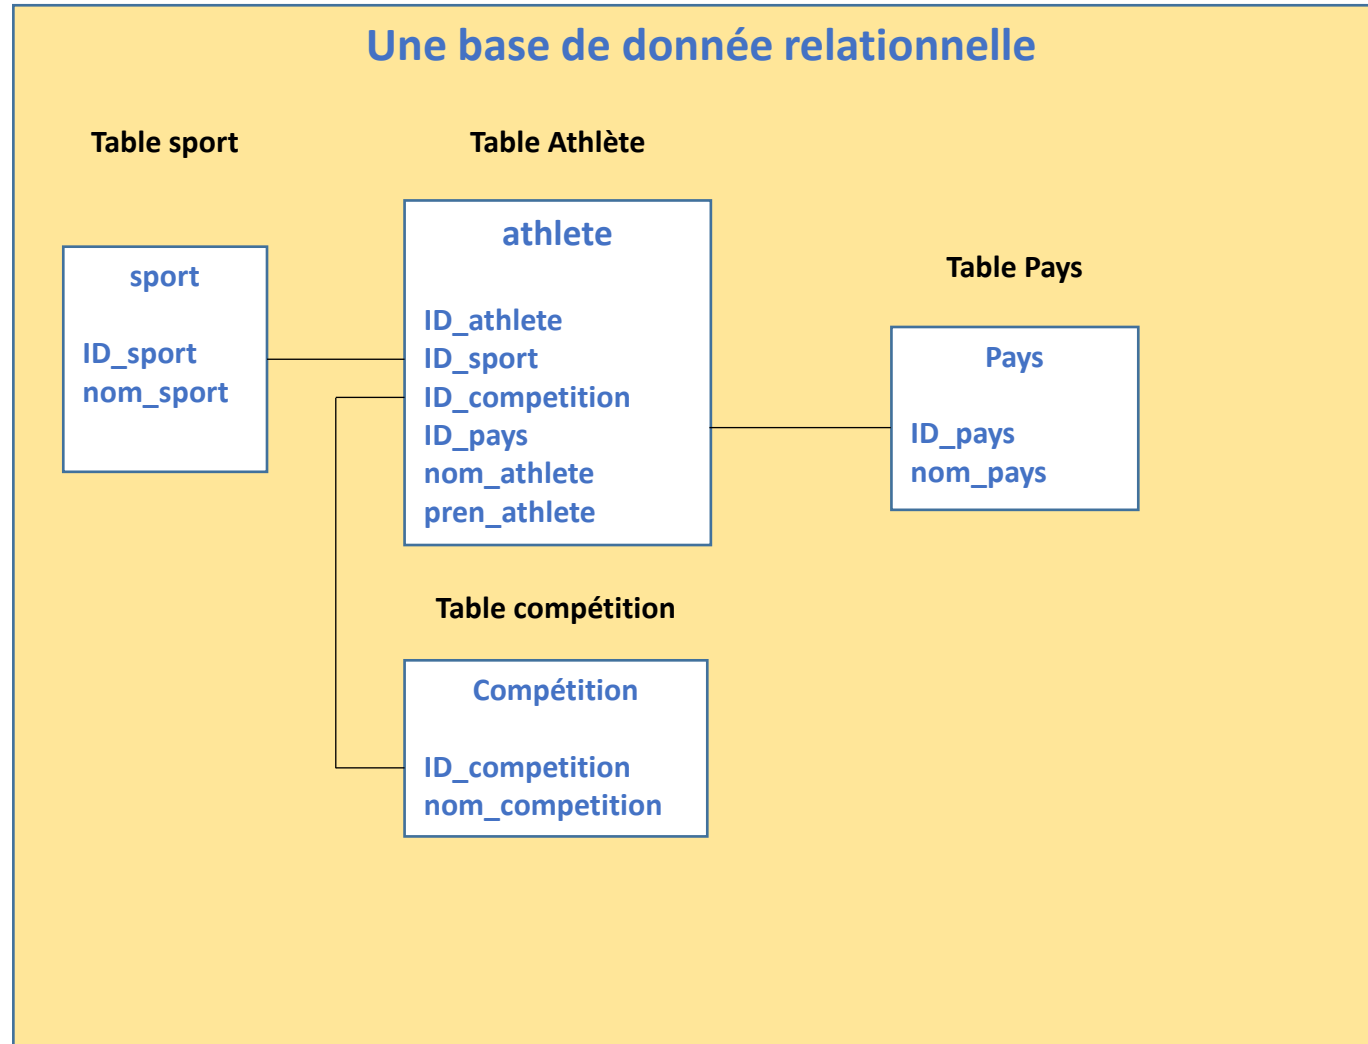 Une base de donnée relationnelle
Table sport
Table Athlète
athlete
sport
Table Pays
ID_athlete
ID_sport
ID_competition
ID_pays
nom_athlete
pren_athlete
ID_sport
nom_sport
Pays
ID_pays
nom_pays
Table compétition
Compétition
ID_competition
nom_competition